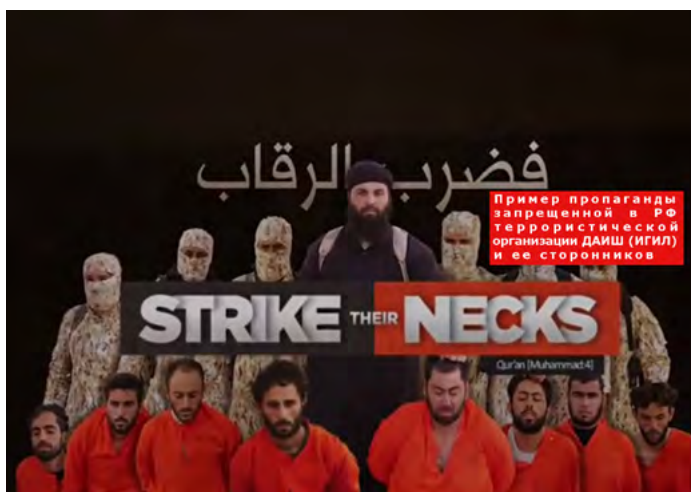 فضرب الرقاب
Пример пропаганды
запрещенной в РФ
террористической
организации ДАИШ (ИГИЛ)
и ее сторонников
STRIKE THEIR NECKS
Qur'an [Muhammad:4]